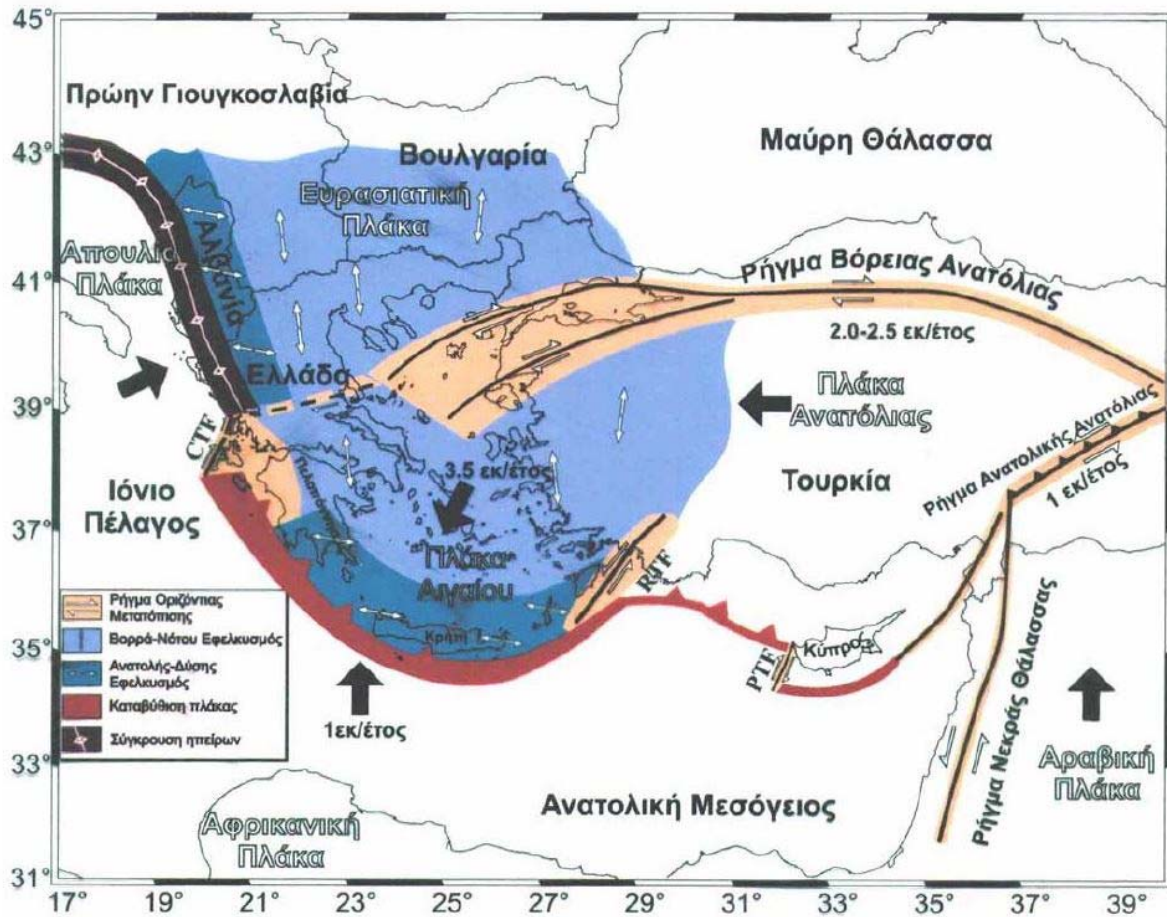 45°
43°
41°
39°
37°
35°
33°
31°
17°
19°
21°
23°
25°
27°
29°
31°
33°
35°
37°
39°
Πρώην Γιουγκοσλαβία
Βουλγαρία
Μαύρη Θάλασσα
Ευρασιατική
Πλάκα
Απουλια
Πλάκα
Αλβανία
Ρήγμα Βόρειας Ανατόλιας
2.0-2.5 εκ/έτος
Ελλάδα
Πλάκα
Ανατόλιας
CTF
Πελοπόννησος
3.5 εκ/έτος
Τουρκία
Ρήγμα Ανατολικής Ανατόλιας
1 εκ/έτος
Ιόνιο
Πέλαγος
Πλάκα
Αιγαίου
RTF
Κρήτη
PTF
Κύπρος
Ρήγμα Νεκράς Θάλασσας
1εκ/έτος
Αραβική
Πλάκα
Ανατολική Μεσόγειος
Αφρικανική
Πλάκα
Ρήγμα Οριζόντιας
Μετατόπισης
Βορρά-Νότου Εφελκυσμός
Ανατολής-Δύσης
Εφελκυσμός
Καταβύθιση πλάκας
Σύγκρουση ηπείρων